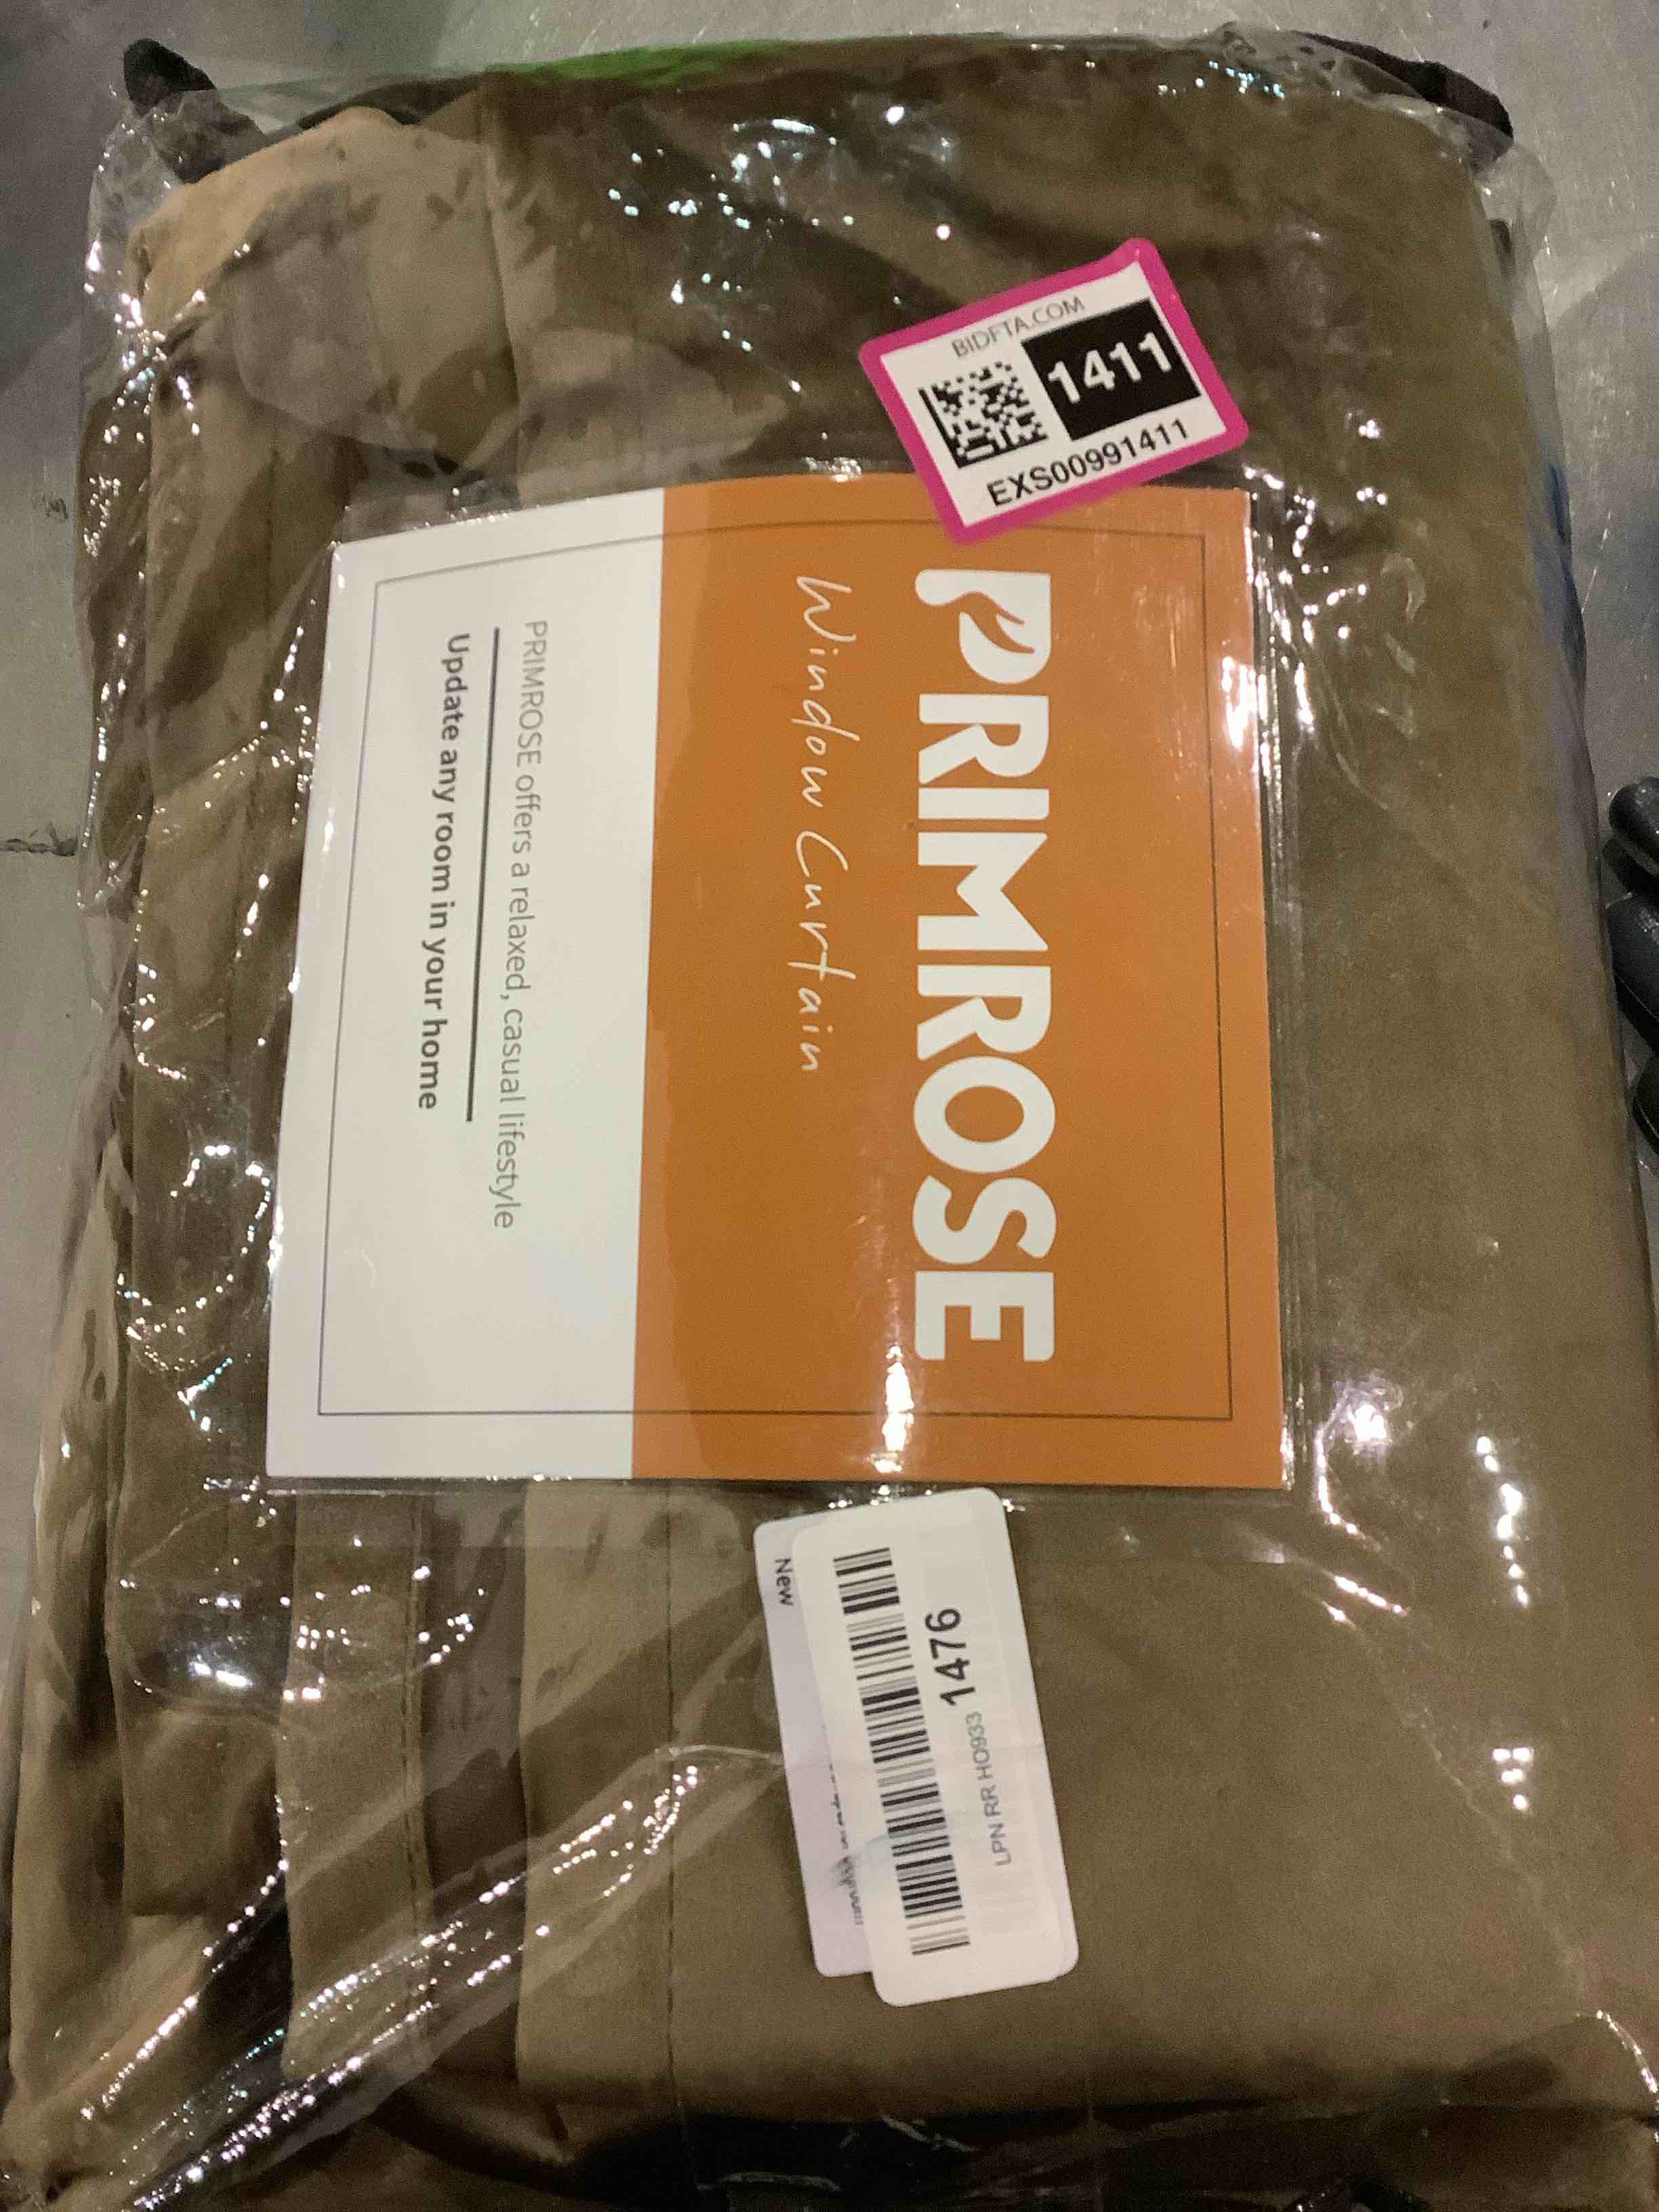 BIDFTA.COM
1411
EXS00991411
PRIMROSE
Window Curtain
PRIMROSE offers a relaxed, casual lifestyle
Update any room in your home
LPN RR HO933 1476
New